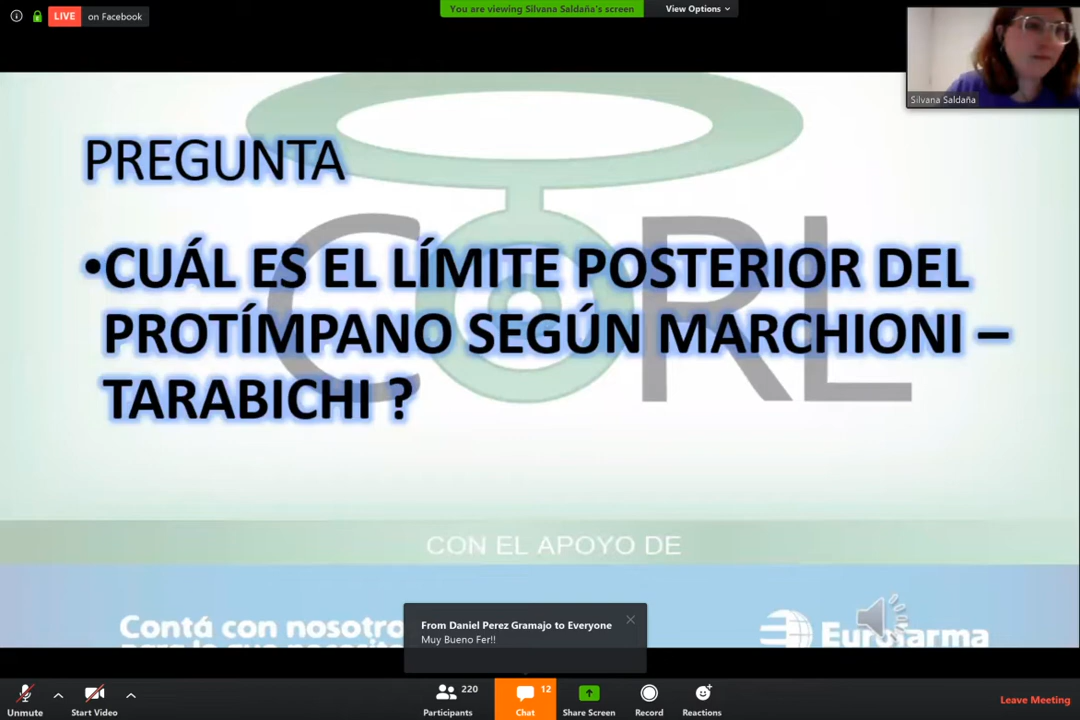 LIVE on Facebook
You are viewing Silvana Saldaña's screen
View Options
Silvana Saldaña
PREGUNTA
CORL
•CUÁL ES EL LÍMITE POSTERIOR DEL
PROTÍMPANO SEGÚN MARCHIONI –
TARABICHI ?
CON EL APOYO DE
Contá con nosotro
Eurofarma
From Daniel Perez Gramajo to Everyone
Muy Bueno Fer!!
Unmute
Start Video
220
Participants
12
Chat
Share Screen
Record
Reactions
Leave Meeting